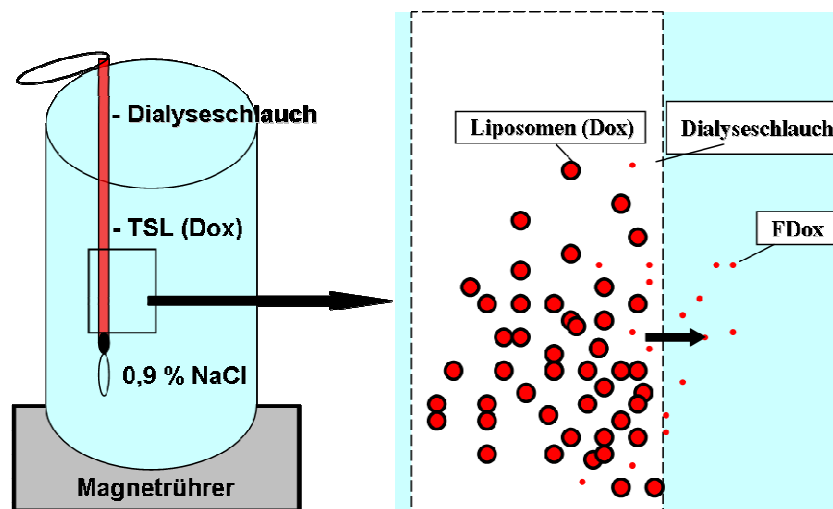 - Dialyseschlauch
- TSL (Dox)
0,9 % NaCl
Magnetrührer
Liposomen (Dox)
Dialyseschlauch
FDox